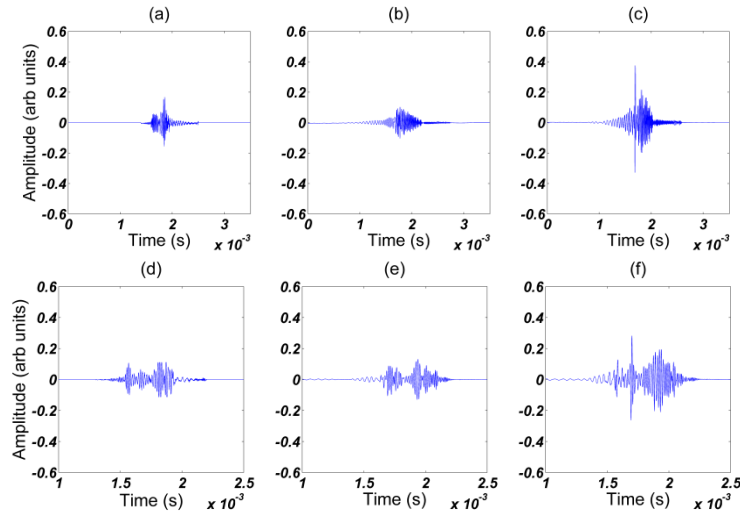 (a) (b) (c)
0.6 0.6 0.6
0.4 0.4 0.4
0.2 0.2 0.2
0 0 0
-0.2 -0.2 -0.2
-0.4 -0.4 -0.4
-0.6 -0.6 -0.6
Amplitude (arb units)
0 1 2 3 0 1 2 3 0 1 2 3
Time (s) Time (s) Time (s)
x 10⁻³ x 10⁻³ x 10⁻³
(d) (e) (f)
0.6 0.6 0.6
0.4 0.4 0.4
0.2 0.2 0.2
0 0 0
-0.2 -0.2 -0.2
-0.4 -0.4 -0.4
-0.6 -0.6 -0.6
Amplitude (arb units)
1 1.5 2 2.5 1 1.5 2 2.5 1 1.5 2 2.5
Time (s) Time (s) Time (s)
x 10⁻³ x 10⁻³ x 10⁻³